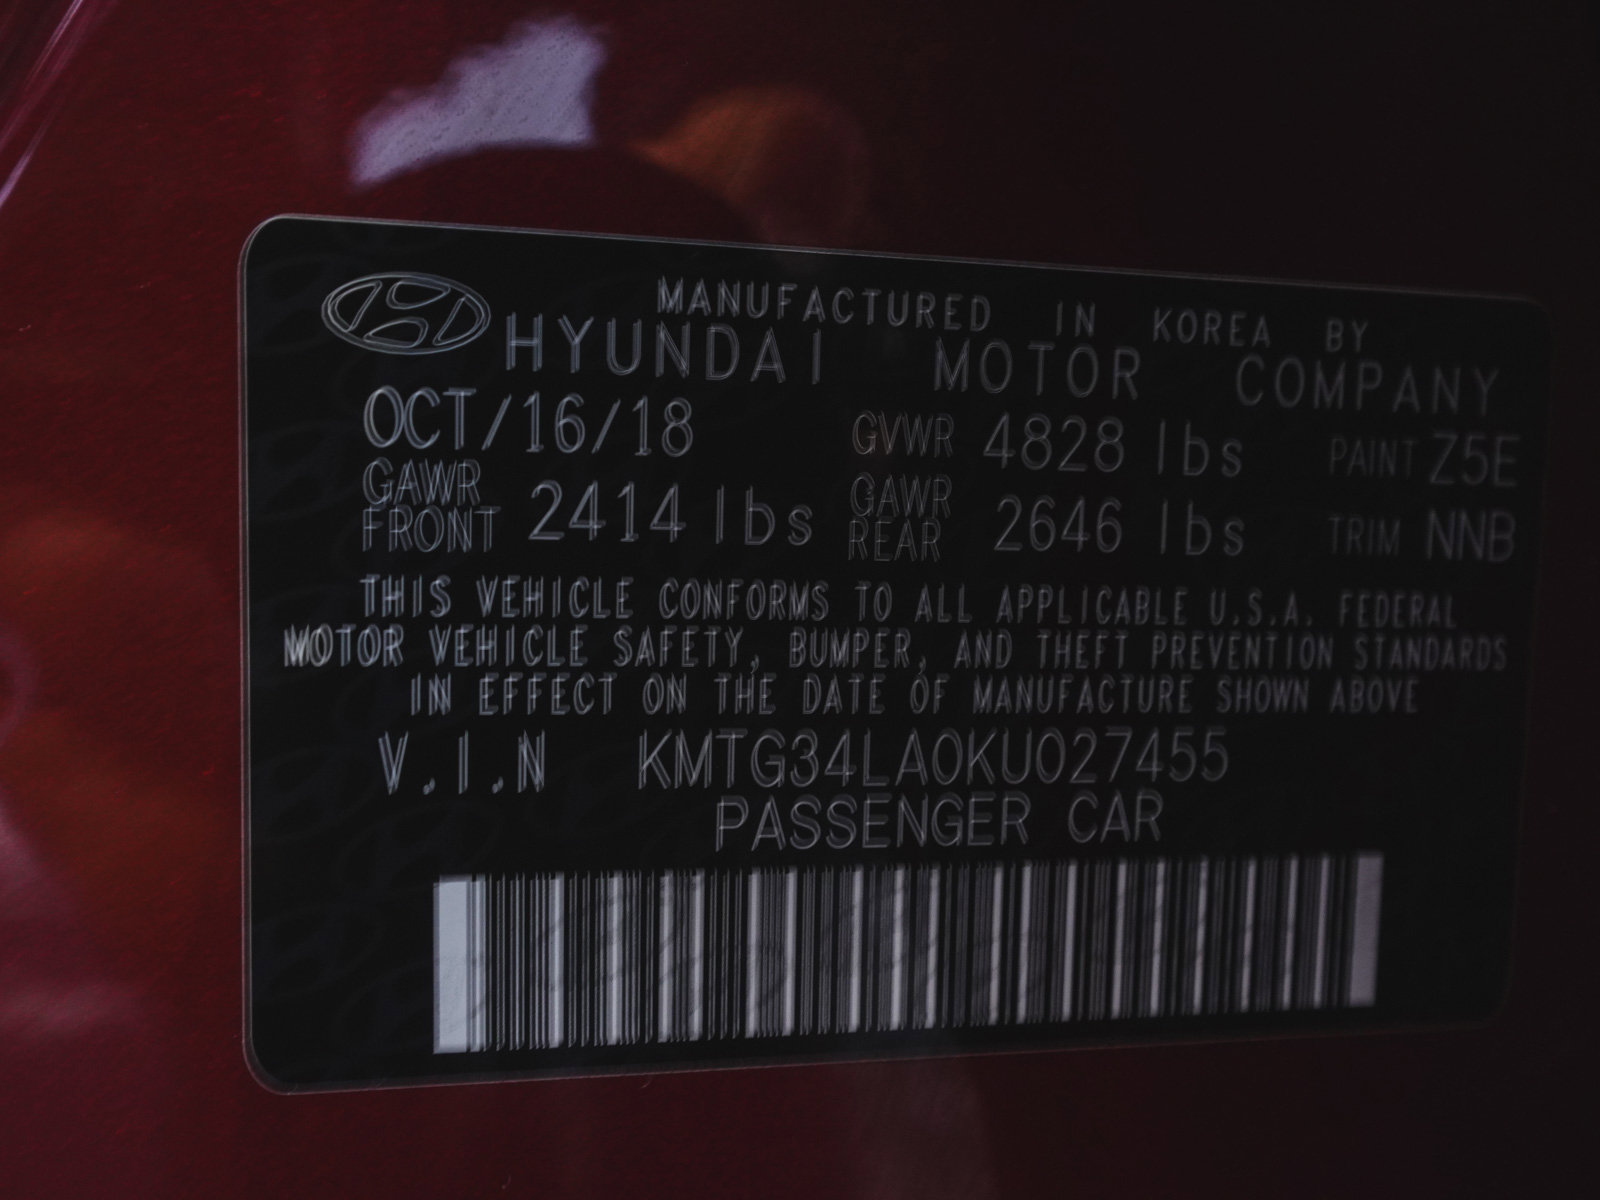 MANUFACTURED IN KOREA BY
HYUNDAI MOTOR COMPANY
OCT/16/18 GVWR 4828 lbs PAINT Z5E
GAWR FRONT 2414 lbs GAWR REAR 2646 lbs TRIM NNB
THIS VEHICLE CONFORMS TO ALL APPLICABLE U.S.A. FEDERAL
MOTOR VEHICLE SAFETY, BUMPER, AND THEFT PREVENTION STANDARDS
IN EFFECT ON THE DATE OF MANUFACTURE SHOWN ABOVE
V.I.N KMTG34LA0KU027455
PASSENGER CAR